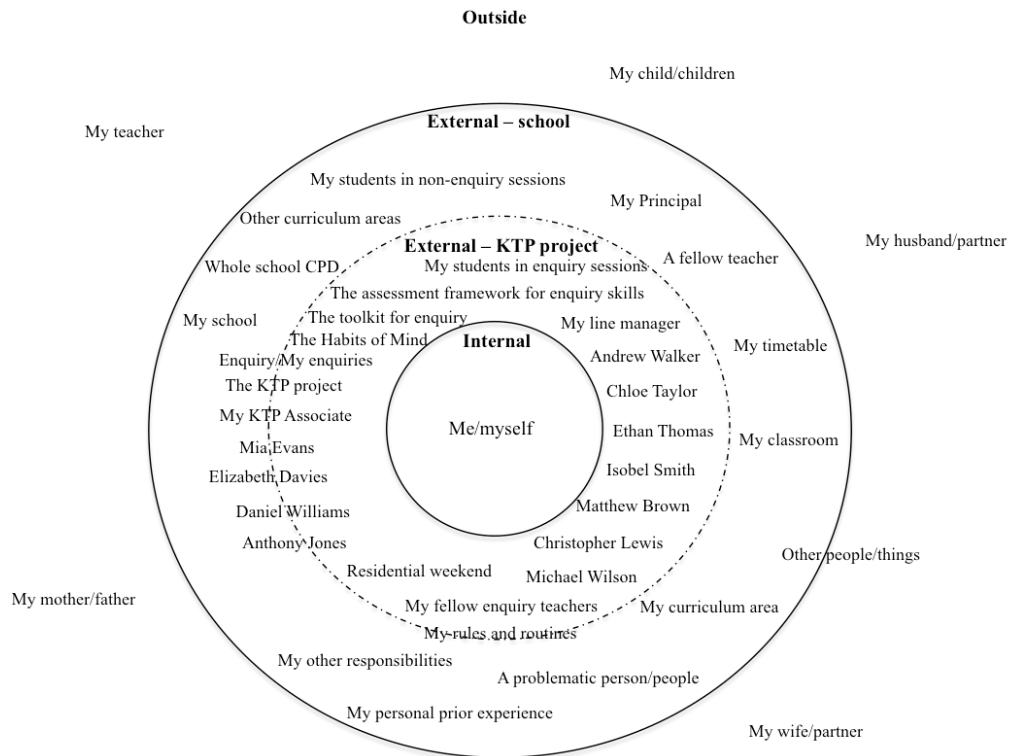 Outside
My child/children
External – school
My teacher
My students in non-enquiry sessions
My Principal
Other curriculum areas
My husband/partner
External – KTP project
A fellow teacher
Whole school CPD
My students in enquiry sessions
The assessment framework for enquiry skills
The toolkit for enquiry
My school
My line manager
The Habits of Mind
Internal
My timetable
Enquiry/My enquiries
Andrew Walker
The KTP project
Chloe Taylor
My KTP Associate
Me/myself
Ethan Thomas
My classroom
Mia Evans
Isobel Smith
Elizabeth Davies
Matthew Brown
Daniel Williams
Anthony Jones
Christopher Lewis
Other people/things
Residential weekend
Michael Wilson
My mother/father
My fellow enquiry teachers
My curriculum area
My rules and routines
My other responsibilities
A problematic person/people
My personal prior experience
My wife/partner